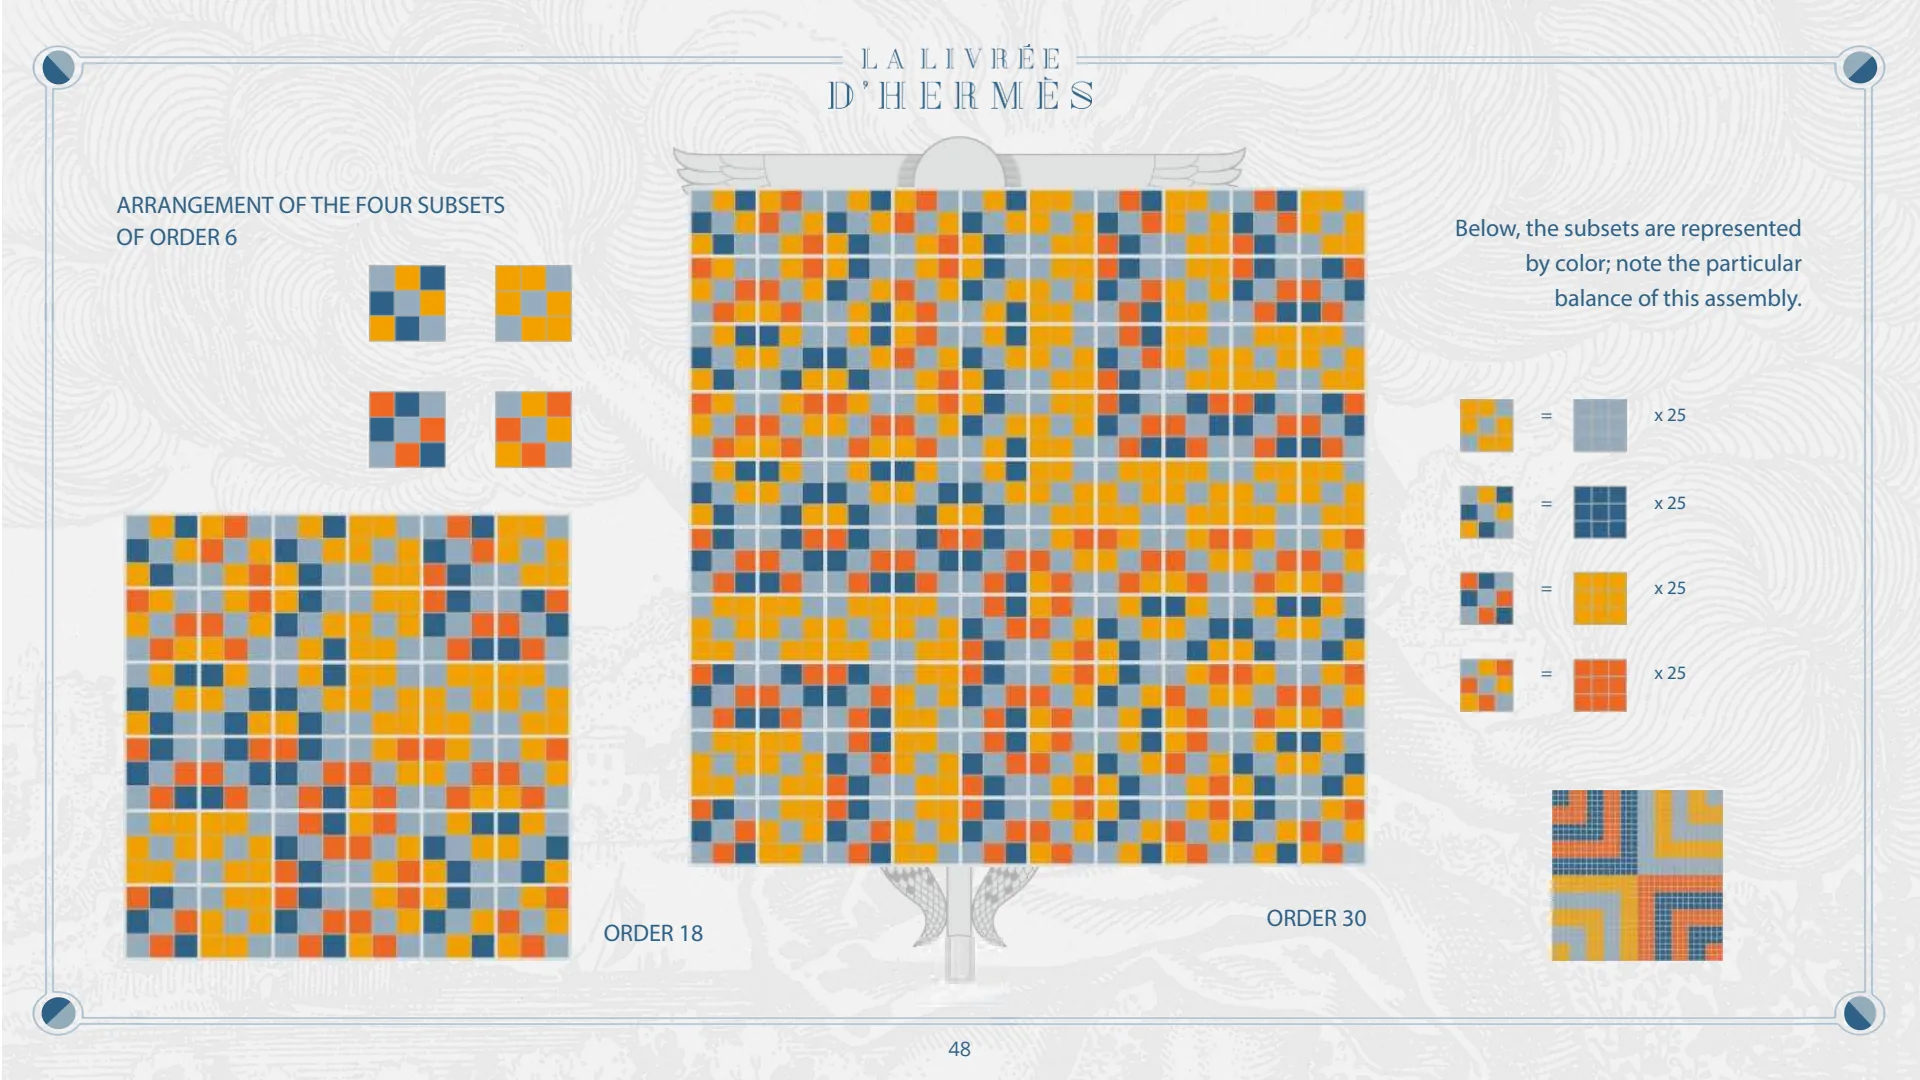 LA LIVRÉE
D'HERMÈS
ARRANGEMENT OF THE FOUR SUBSETS
OF ORDER 6
Below, the subsets are represented
by color; note the particular
balance of this assembly.
= x 25
= x 25
= x 25
= x 25
ORDER 18
ORDER 30
48